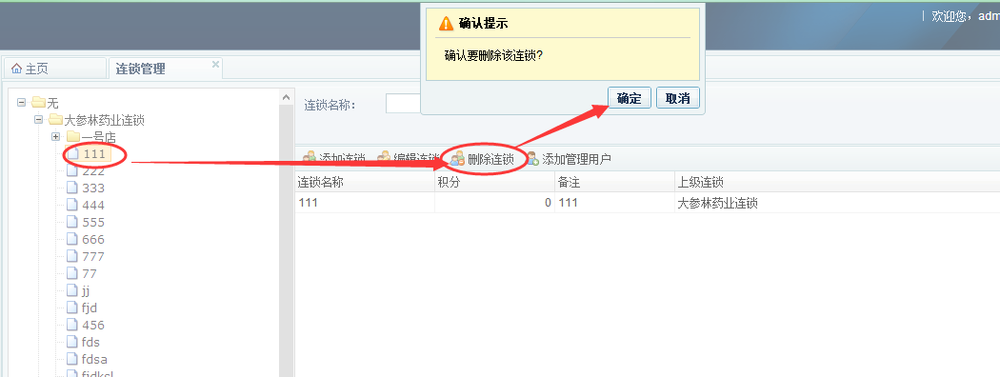 确认提示
欢迎您，adm
确认要删除该连锁?
主页
连锁管理
确定
取消
连锁名称：
无
大参林药业连锁
一号店
111
222
333
444
555
666
777
77
jj
fjd
456
fds
fdsa
fjdksl
添加连锁
编辑连锁
删除连锁
添加管理用户
连锁名称 积分 备注 上级连锁
111 0 111 大参林药业连锁